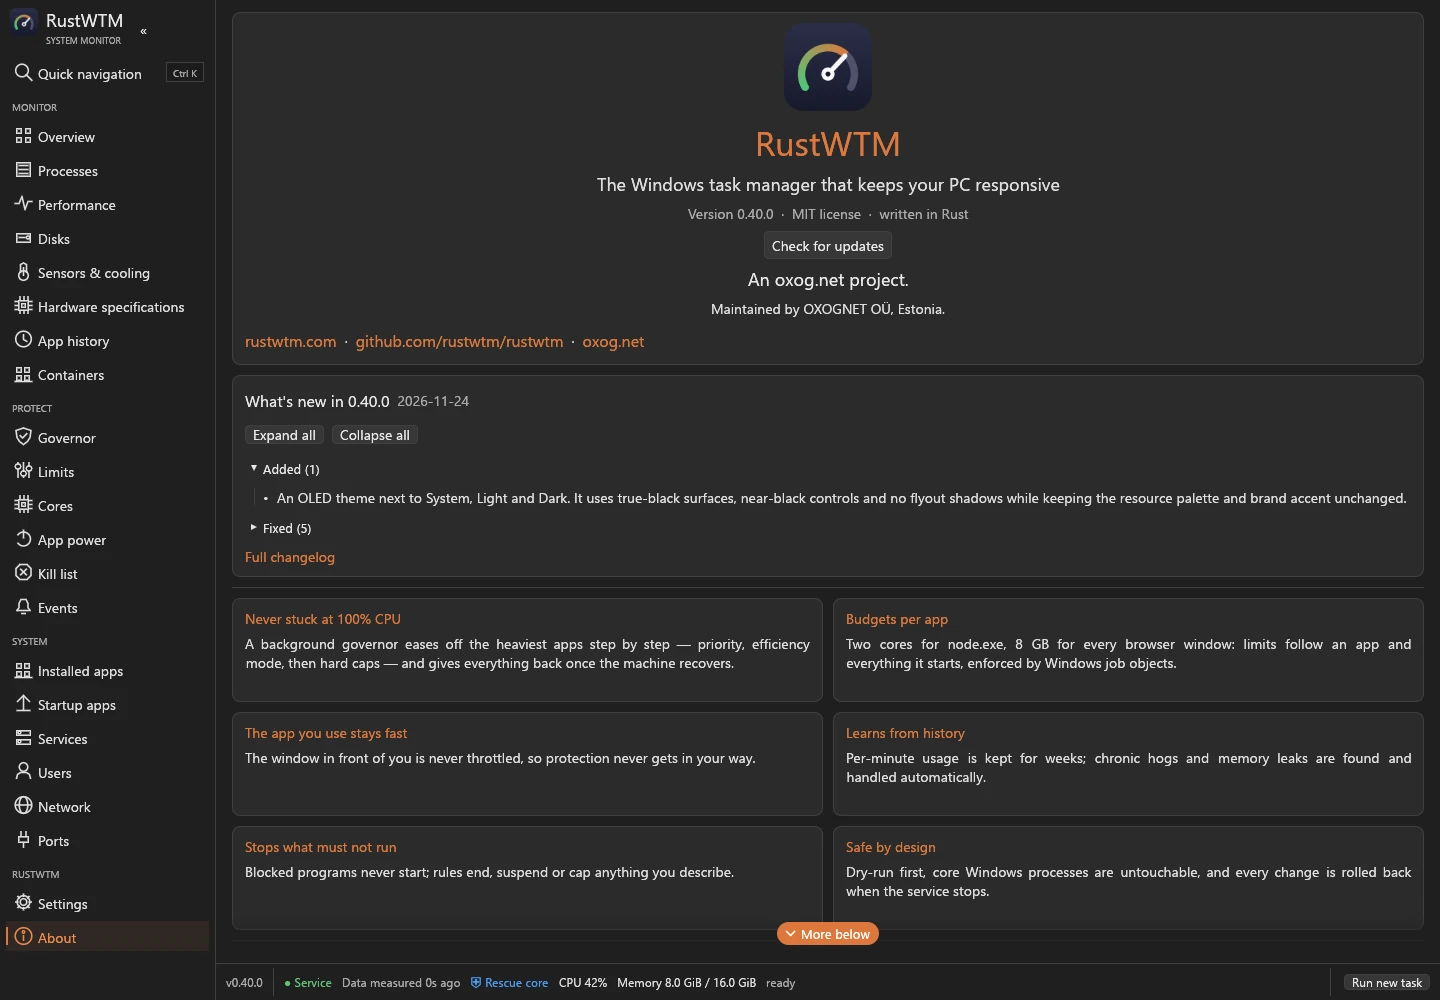 RustWTM
SYSTEM MONITOR
«
Quick navigation
Ctrl K
MONITOR
Overview
Processes
Performance
Disks
Sensors & cooling
Hardware specifications
App history
Containers
PROTECT
Governor
Limits
Cores
App power
Kill list
Events
SYSTEM
Installed apps
Startup apps
Services
Users
Network
Ports
RUSTWTM
Settings
About
RustWTM
The Windows task manager that keeps your PC responsive
Version 0.40.0 · MIT license · written in Rust
Check for updates
An oxog.net project.
Maintained by OXOGNET OÜ, Estonia.
rustwtm.com · github.com/rustwtm/rustwtm · oxog.net
What's new in 0.40.0 2026-11-24
Expand all Collapse all
Added (1)
• An OLED theme next to System, Light and Dark. It uses true-black surfaces, near-black controls and no flyout shadows while keeping the resource palette and brand accent unchanged.
Fixed (5)
Full changelog
Never stuck at 100% CPU
A background governor eases off the heaviest apps step by step — priority, efficiency
mode, then hard caps — and gives everything back once the machine recovers.
Budgets per app
Two cores for node.exe, 8 GB for every browser window: limits follow an app and
everything it starts, enforced by Windows job objects.
The app you use stays fast
The window in front of you is never throttled, so protection never gets in your way.
Learns from history
Per-minute usage is kept for weeks; chronic hogs and memory leaks are found and
handled automatically.
Stops what must not run
Blocked programs never start; rules end, suspend or cap anything you describe.
Safe by design
Dry-run first, core Windows processes are untouchable, and every change is rolled back
when the service stops.
More below
v0.40.0
Service Data measured 0s ago Rescue core CPU 42% Memory 8.0 GiB / 16.0 GiB ready
Run new task